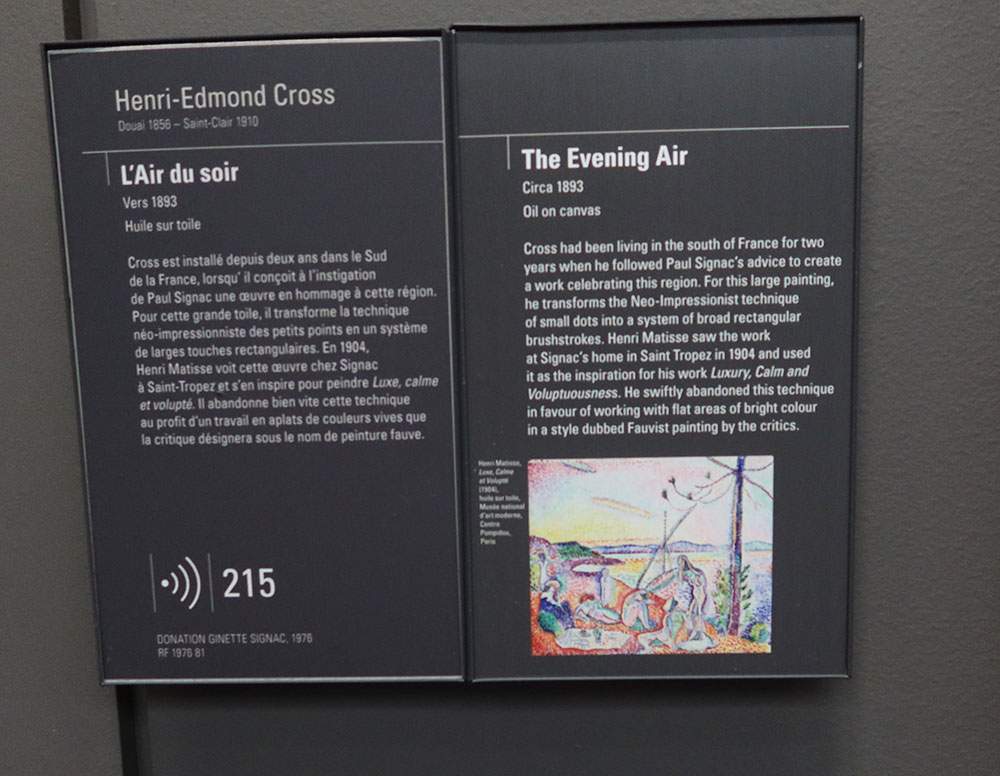 Henri-Edmond Cross
Douai 1856 – Saint-Clair 1910
L'Air du soir
Vers 1893
Huile sur toile
Cross est installé depuis deux ans dans le Sud
de la France, lorsqu' il conçoit à l'instigation
de Paul Signac une œuvre en hommage à cette région.
Pour cette grande toile, il transforme la technique
néo-impressionniste des petits points en un système
de larges touches rectangulaires. En 1904,
Henri Matisse voit cette œuvre chez Signac
à Saint-Tropez et s'en inspire pour peindre Luxe, calme
et volupté. Il abandonne bien vite cette technique
au profit d'un travail en aplats de couleurs vives que
la critique désignera sous le nom de peinture fauve.
215
DONATION GINETTE SIGNAC, 1976
RF 1976 81
The Evening Air
Circa 1893
Oil on canvas
Cross had been living in the south of France for two
years when he followed Paul Signac's advice to create
a work celebrating this region. For this large painting,
he transforms the Neo-Impressionist technique
of small dots into a system of broad rectangular
brushstrokes. Henri Matisse saw the work
at Signac's home in Saint Tropez in 1904 and used
it as the inspiration for his work Luxury, Calm and
Voluptuousness. He swiftly abandoned this technique
in favour of working with flat areas of bright colour
in a style dubbed Fauvist painting by the critics.
Henri Matisse,
Luxe, Calme
et Volupté
(1904),
huile sur toile,
Musée national
d'art moderne,
Centre
Pompidou,
Paris